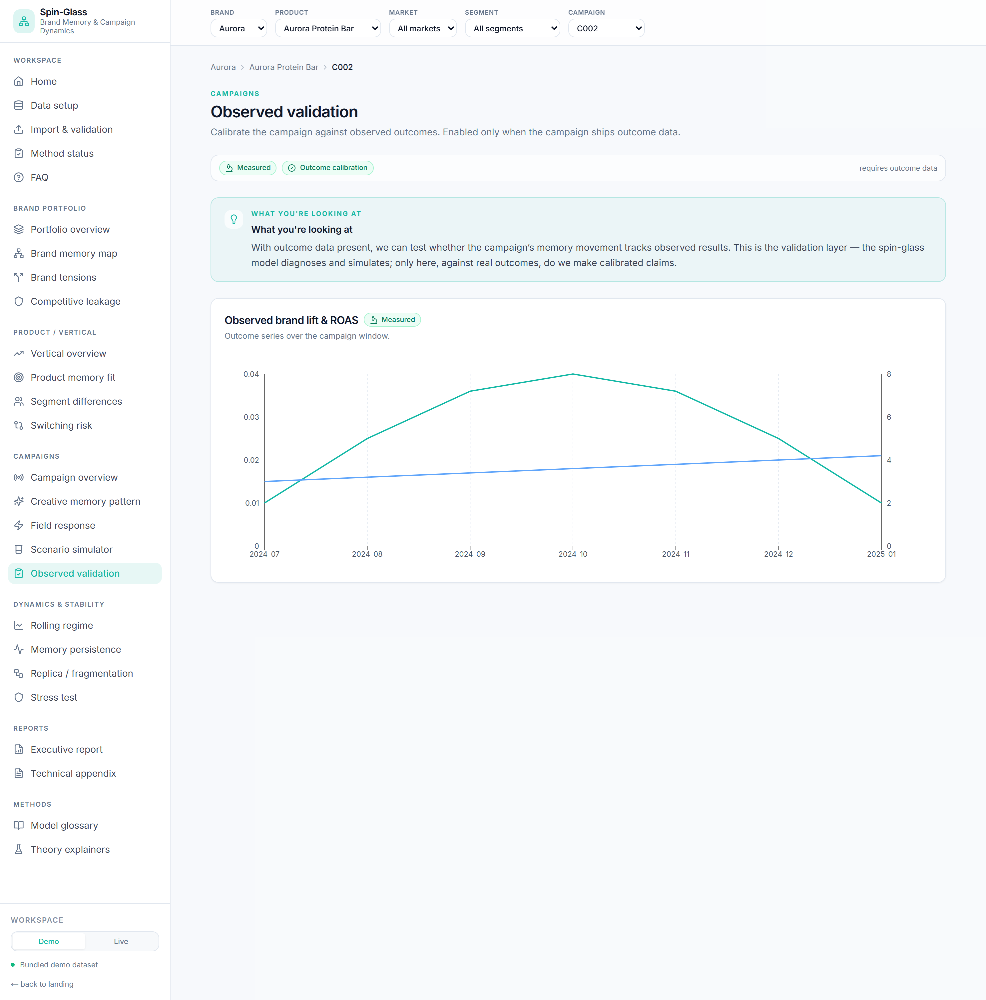 Spin-Glass
Brand Memory & Campaign
Dynamics
WORKSPACE
Home
Data setup
Import & validation
Method status
FAQ
BRAND PORTFOLIO
Portfolio overview
Brand memory map
Brand tensions
Competitive leakage
PRODUCT / VERTICAL
Vertical overview
Product memory fit
Segment differences
Switching risk
CAMPAIGNS
Campaign overview
Creative memory pattern
Field response
Scenario simulator
Observed validation
DYNAMICS & STABILITY
Rolling regime
Memory persistence
Replica / fragmentation
Stress test
REPORTS
Executive report
Technical appendix
METHODS
Model glossary
Theory explainers
WORKSPACE
Demo Live
Bundled demo dataset
← back to landing
BRAND PRODUCT MARKET SEGMENT CAMPAIGN
Aurora Aurora Protein Bar All markets All segments C002
Aurora > Aurora Protein Bar > C002
CAMPAIGNS
Observed validation
Calibrate the campaign against observed outcomes. Enabled only when the campaign ships outcome data.
Measured Outcome calibration requires outcome data
WHAT YOU'RE LOOKING AT
What you're looking at
With outcome data present, we can test whether the campaign’s memory movement tracks observed results. This is the validation layer — the spin-glass
model diagnoses and simulates; only here, against real outcomes, do we make calibrated claims.
Observed brand lift & ROAS Measured
Outcome series over the campaign window.
0.04 8
0.03 6
0.02 4
0.01 2
0 0
2024-07 2024-08 2024-09 2024-10 2024-11 2024-12 2025-01